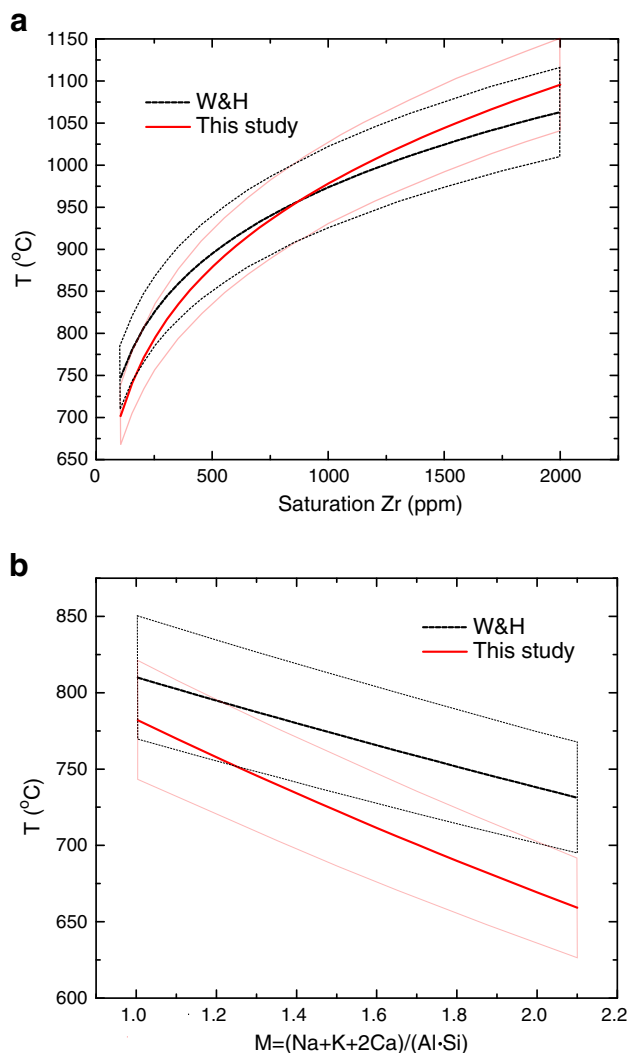 a
1150
1100
1050
1000
950
900
850
800
750
700
650
T (°C)
W&H
This study
0
500
1000
1500
2000
Saturation Zr (ppm)
b
850
800
750
700
650
600
T (°C)
W&H
This study
1.0
1.2
1.4
1.6
1.8
2.0
2.2
M=(Na+K+2Ca)/(Al·Si)